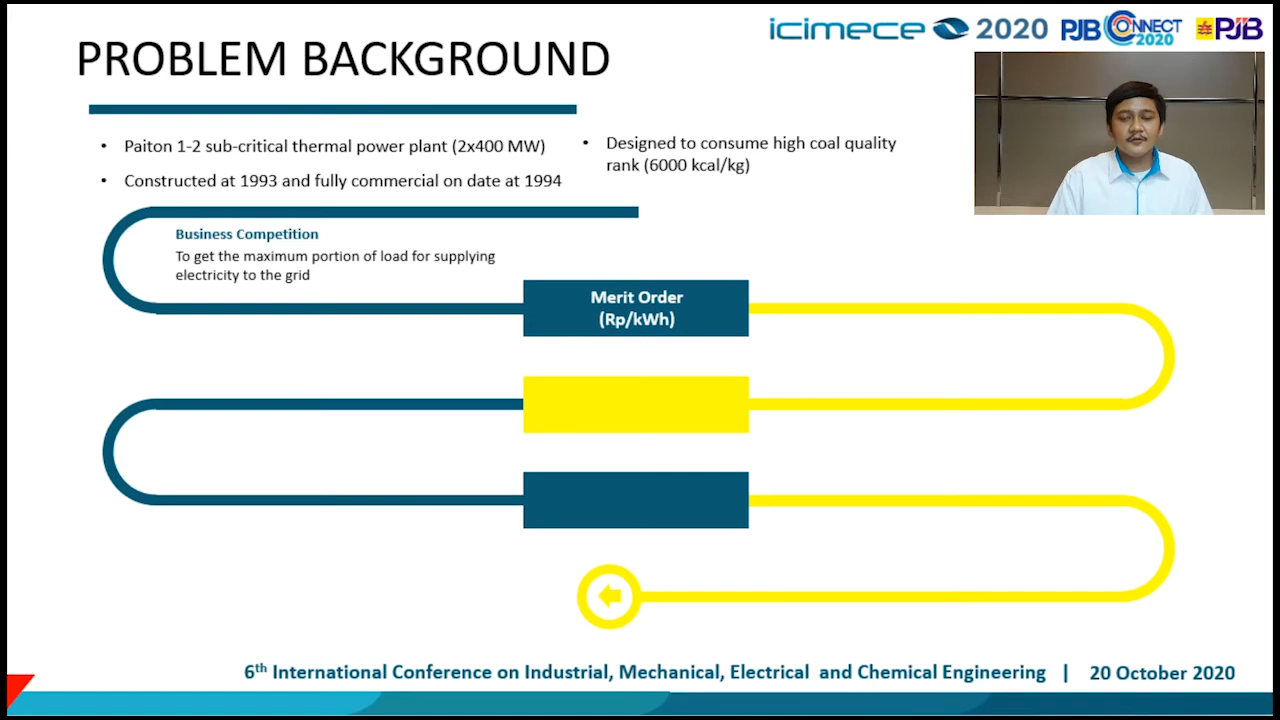 icimece 2020 PJB CONNECT 2020 PJB
PROBLEM BACKGROUND
• Paiton 1-2 sub-critical thermal power plant (2x400 MW)
• Constructed at 1993 and fully commercial on date at 1994
• Designed to consume high coal quality
rank (6000 kcal/kg)
Business Competition
To get the maximum portion of load for supplying
electricity to the grid
Merit Order
(Rp/kWh)
6th International Conference on Industrial, Mechanical, Electrical and Chemical Engineering | 20 October 2020